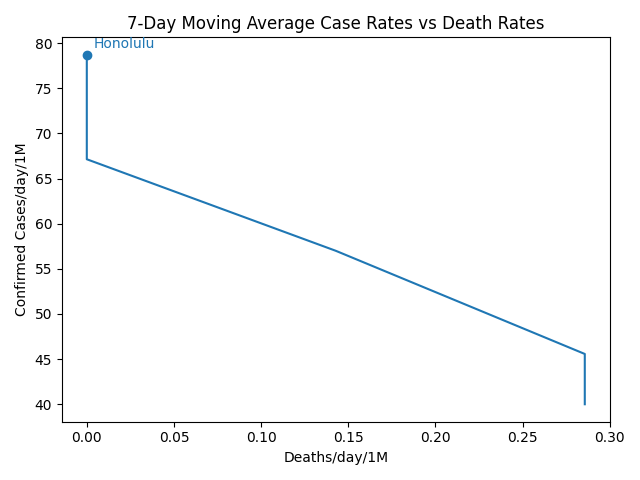 7-Day Moving Average Case Rates vs Death Rates
80
Honolulu
75
70
65
60
55
50
45
40
Confirmed Cases/day/1M
0.00 0.05 0.10 0.15 0.20 0.25 0.30
Deaths/day/1M